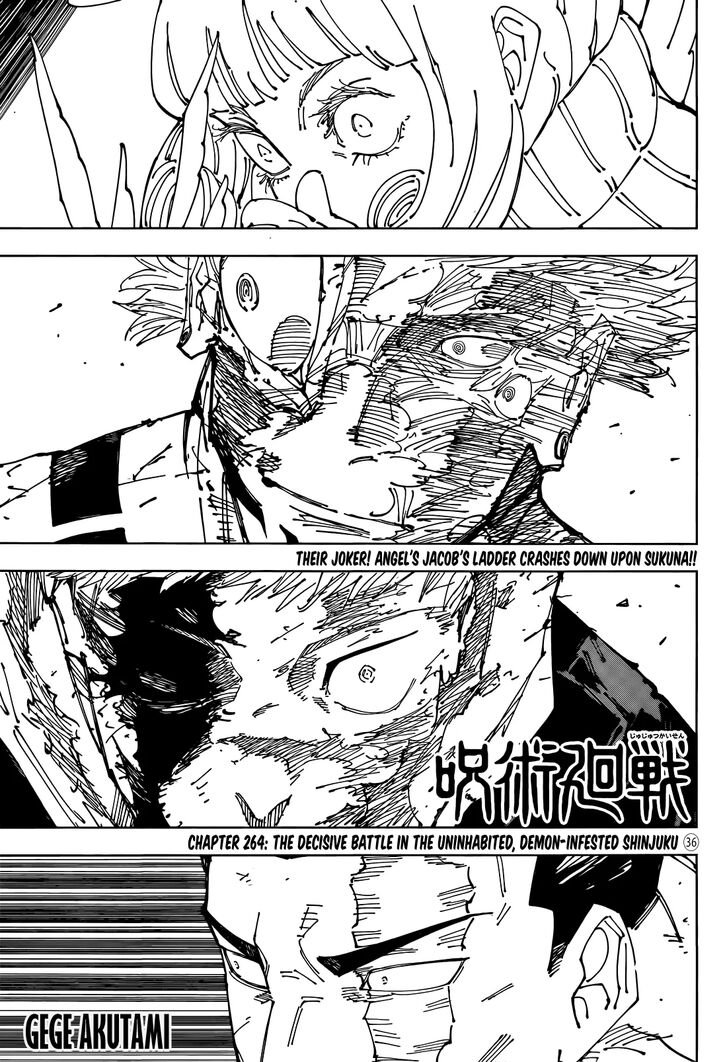 THEIR JOKER! ANGEL'S JACOB'S LADDER CRASHES DOWN UPON SUKUNA!!
じゅじゅつかいせん
呪術廻戦
CHAPTER 264: THE DECISIVE BATTLE IN THE UNINHABITED, DEMON-INFESTED SHINJUKU ㊱
GEGE AKUTAMI